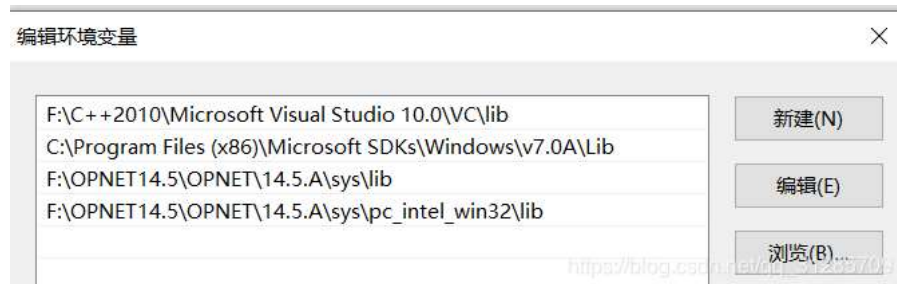 编辑环境变量
F:\C++2010\Microsoft Visual Studio 10.0\VC\lib
新建(N)
C:\Program Files (x86)\Microsoft SDKs\Windows\v7.0A\Lib
F:\OPNET14.5\OPNET\14.5.A\sys\lib
编辑(E)
F:\OPNET14.5\OPNET\14.5.A\sys\pc_intel_win32\lib
浏览(B)...